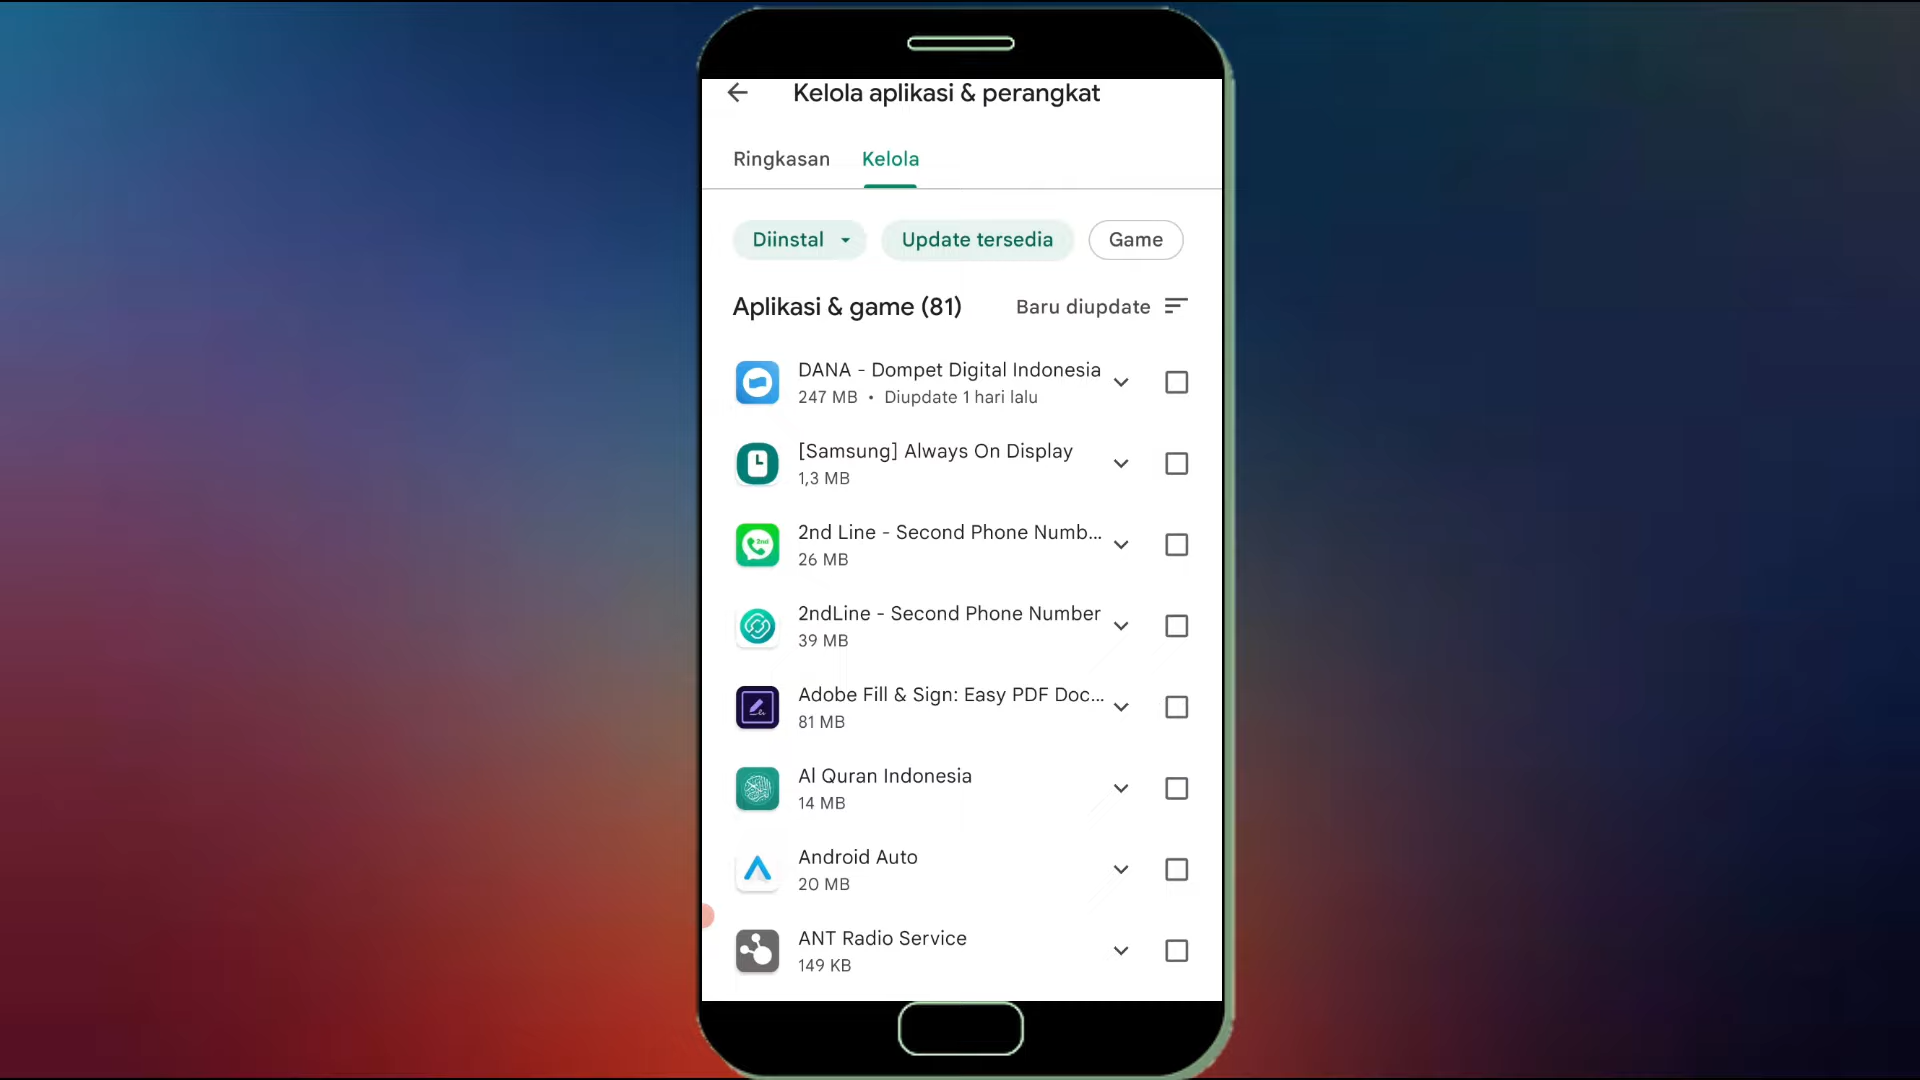 Kelola aplikasi & perangkat
Ringkasan Kelola
Diinstal Update tersedia Game
Aplikasi & game (81) Baru diupdate
DANA - Dompet Digital Indonesia
247 MB • Diupdate 1 hari lalu
[Samsung] Always On Display
1,3 MB
2nd Line - Second Phone Numb...
26 MB
2ndLine - Second Phone Number
39 MB
Adobe Fill & Sign: Easy PDF Doc...
81 MB
Al Quran Indonesia
14 MB
Android Auto
20 MB
ANT Radio Service
149 KB